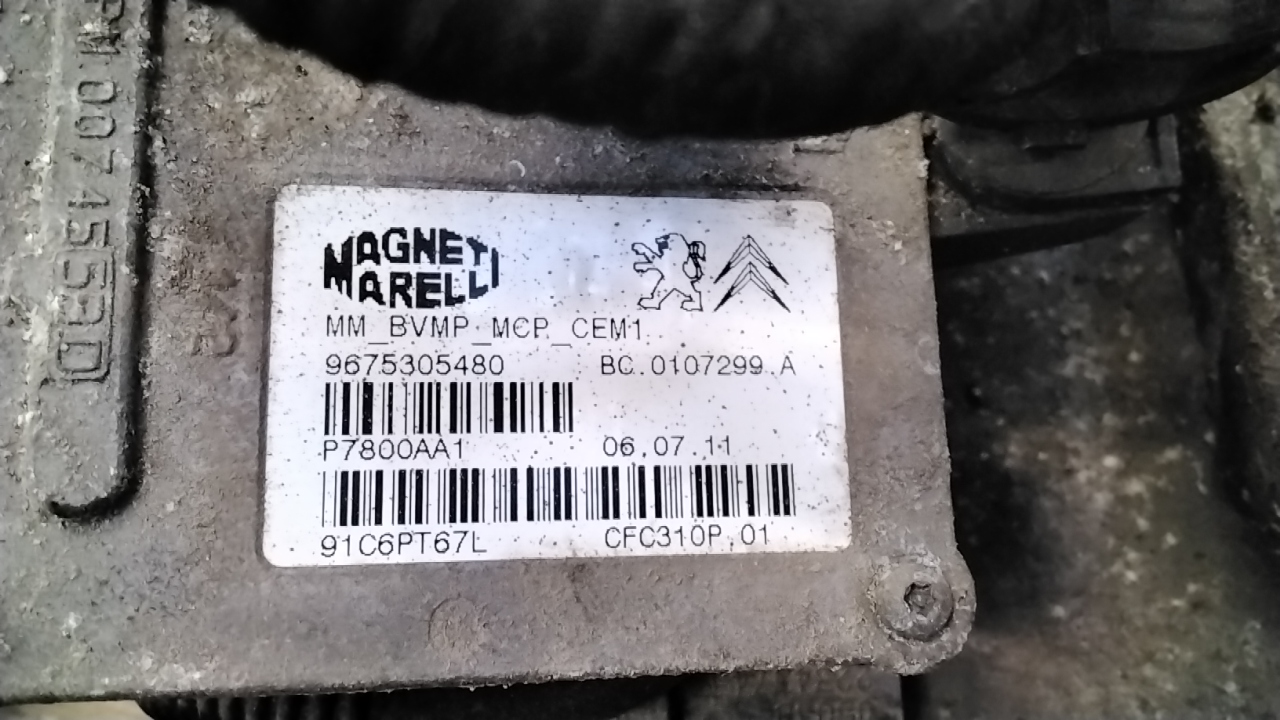 MAGNETI
MARELLI
MM_BVMP_MCP_CEM1
9675305480 BC.0107299.A
P7800AA1 06.07.11
91C6PT67L CFC310P.01